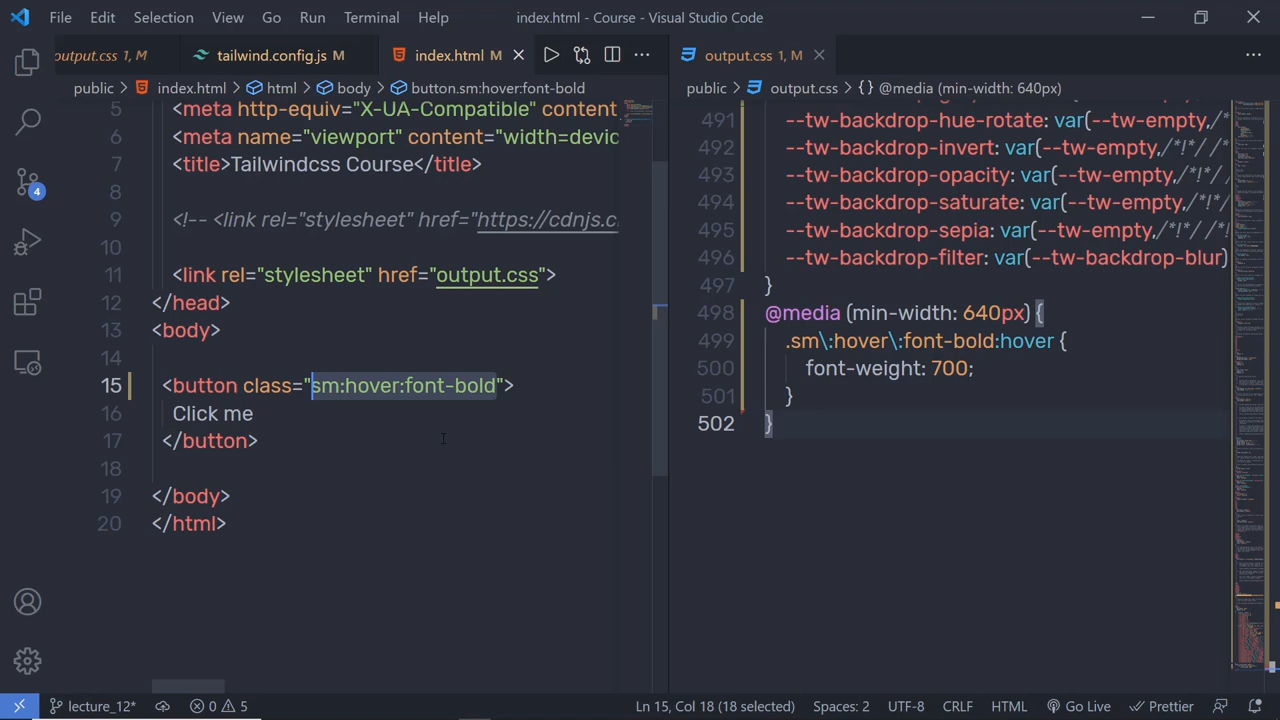 File Edit Selection View Go Run Terminal Help index.html - Course - Visual Studio Code
output.css 1, M tailwind.config.js M index.html M
public > index.html > html > body > button.sm:hover:font-bold
5 <meta http-equiv="X-UA-Compatible" content
6 <meta name="viewport" content="width=devic
7 <title>Tailwindcss Course</title>
8
9 <!-- <link rel="stylesheet" href="https://cdnjs.c
10
11 <link rel="stylesheet" href="output.css">
12 </head>
13 <body>
14
15 <button class="sm:hover:font-bold">
16 Click me
17 </button>
18
19 </body>
20 </html>
output.css 1, M
public > output.css > {} @media (min-width: 640px)
491 --tw-backdrop-hue-rotate: var(--tw-empty,/*!*/ /*
492 --tw-backdrop-invert: var(--tw-empty,/*!*/ /*
493 --tw-backdrop-opacity: var(--tw-empty,/*!*/ /
494 --tw-backdrop-saturate: var(--tw-empty,/*!*/
495 --tw-backdrop-sepia: var(--tw-empty,/*!*/ /*!
496 --tw-backdrop-filter: var(--tw-backdrop-blur)
497 }
498 @media (min-width: 640px) {
499 .sm\:hover\:font-bold:hover {
500 font-weight: 700;
501 }
502 }
4
lecture_12* 0 5 Ln 15, Col 18 (18 selected) Spaces: 2 UTF-8 CRLF HTML Go Live Prettier